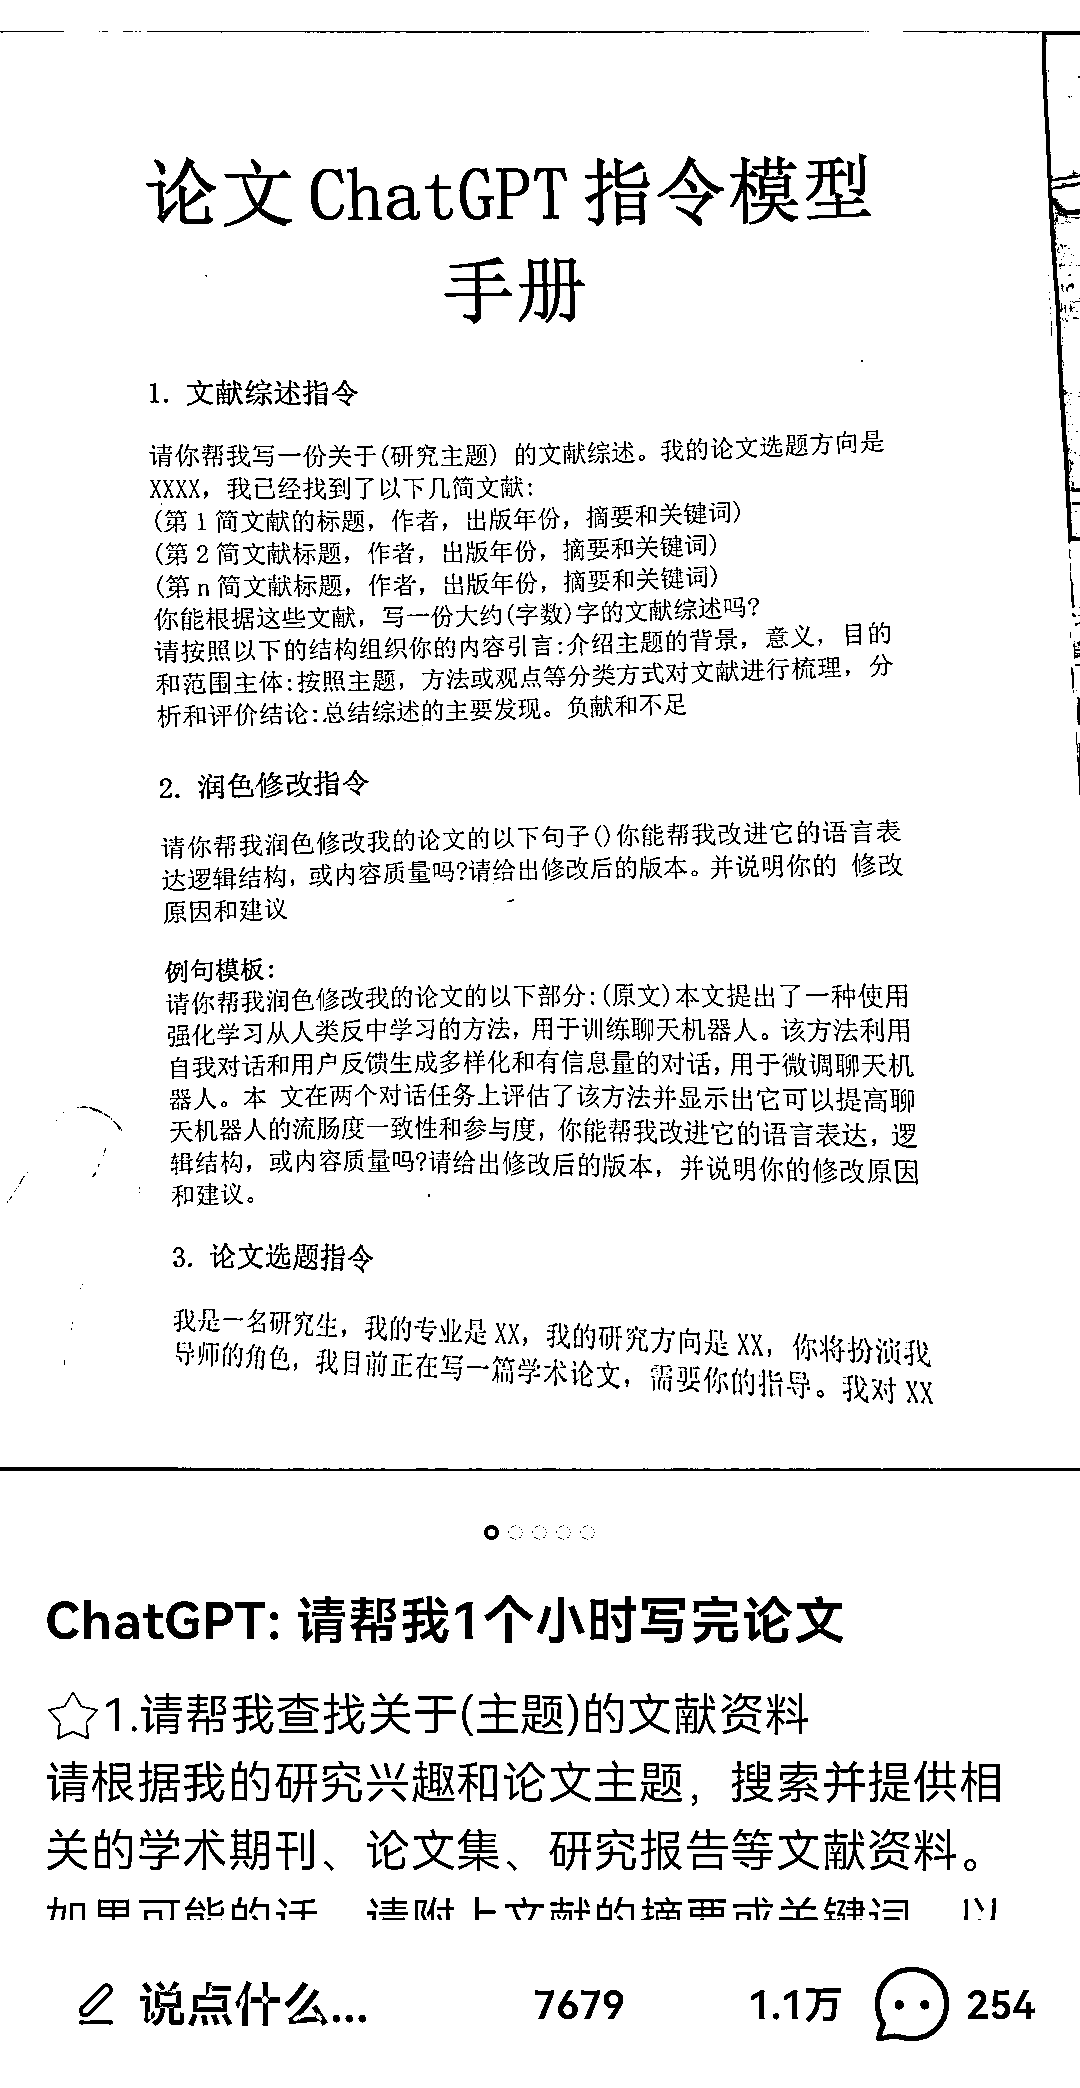 论文ChatGPT指令模型
手册
1. 文献综述指令
请你帮我写一份关于(研究主题) 的文献综述。我的论文选题方向是
XXXX，我已经找到了以下几简文献:
(第1简文献的标题，作者，出版年份，摘要和关键词)
(第2简文献标题，作者，出版年份，摘要和关键词)
(第n简文献标题，作者，出版年份，摘要和关键词)
你能根据这些文献，写一份大约(字数)字的文献综述吗?
请按照以下的结构组织你的内容引言:介绍主题的背景，意义，目的
和范围主体:按照主题，方法或观点等分类方式对文献进行梳理，分
析和评价结论:总结综述的主要发现。负献和不足
2. 润色修改指令
请你帮我润色修改我的论文的以下句子()你能帮我改进它的语言表
达逻辑结构，或内容质量吗?请给出修改后的版本。并说明你的 修改
原因和建议
例句模板:
请你帮我润色修改我的论文的以下部分:(原文)本文提出了一种使用
强化学习从人类反中学习的方法，用于训练聊天机器人。该方法利用
自我对话和用户反馈生成多样化和有信息量的对话，用于微调聊天机
器人。本 文在两个对话任务上评估了该方法并显示出它可以提高聊
天机器人的流肠度一致性和参与度，你能帮我改进它的语言表达，逻
辑结构，或内容质量吗?请给出修改后的版本，并说明你的修改原因
和建议。
3. 论文选题指令
我是一名研究生，我的专业是XX，我的研究方向是XX，你将扮演我
导师的角色，我目前正在写一篇学术论文，需要你的指导。我对XX
ChatGPT: 请帮我1个小时写完论文
☆1.请帮我查找关于(主题)的文献资料
请根据我的研究兴趣和论文主题，搜索并提供相
关的学术期刊、论文集、研究报告等文献资料。
如果可能的话，请附上文献的摘要或关键词，以
说点什么... 7679 1.1万 254